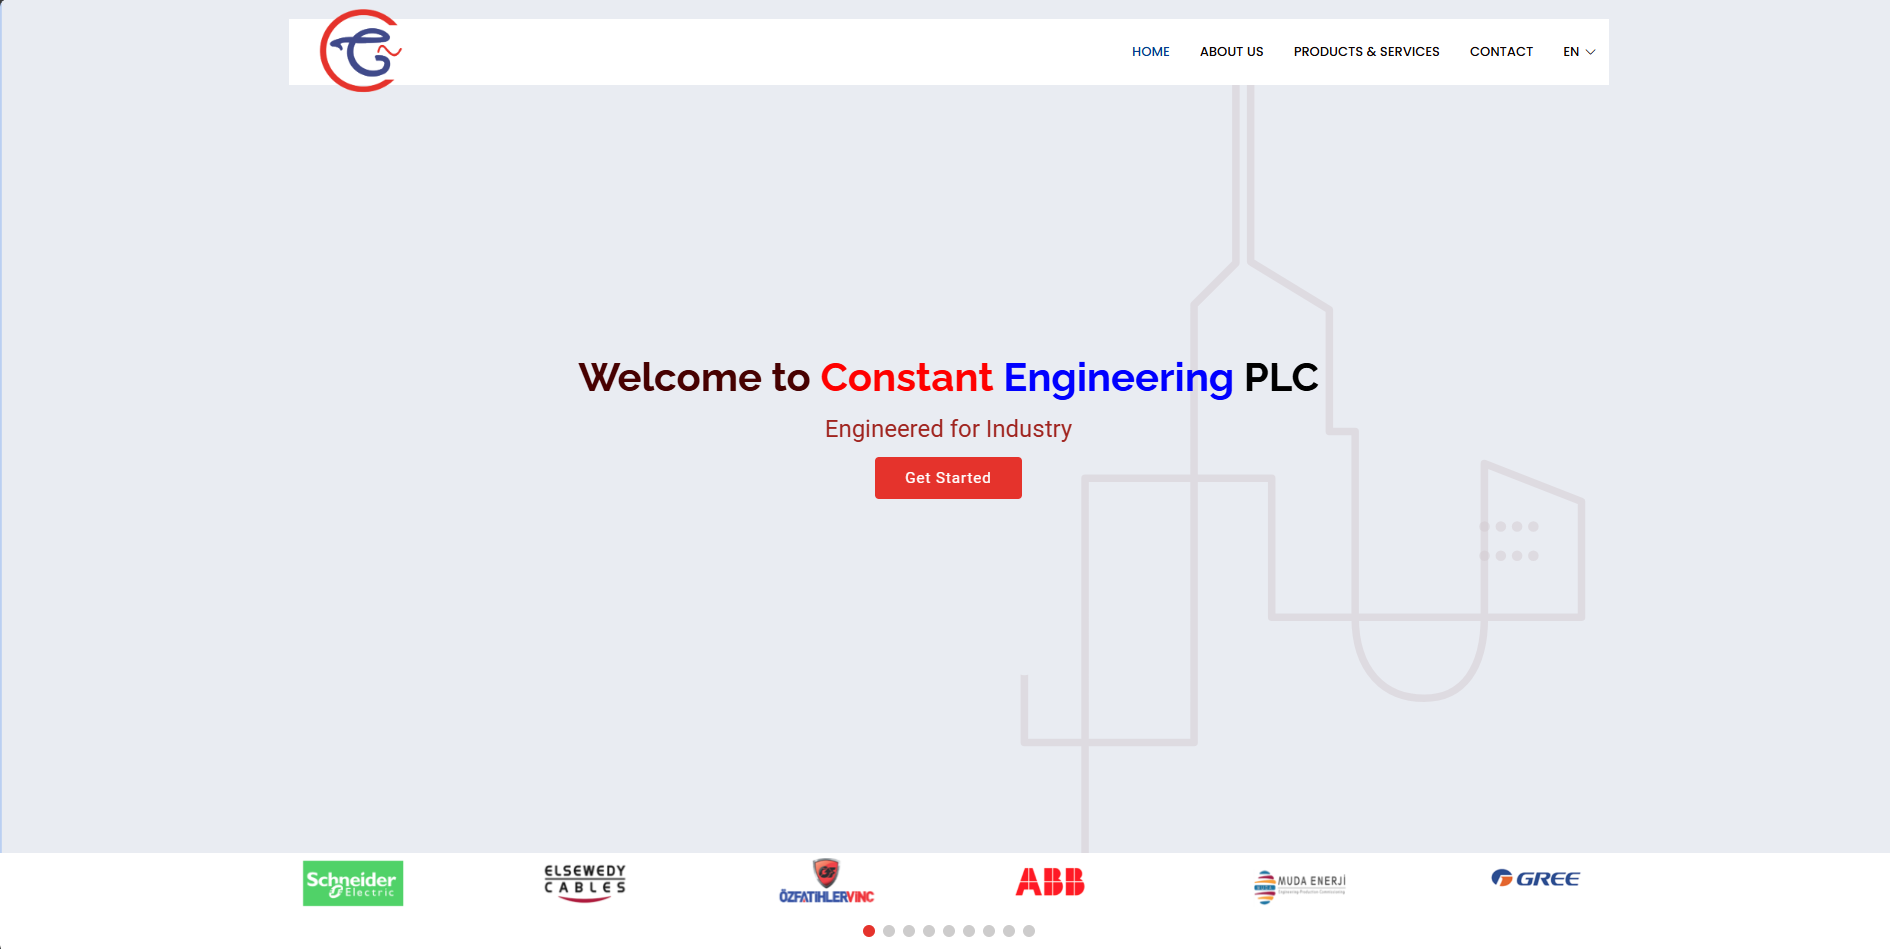 HOME ABOUT US PRODUCTS & SERVICES CONTACT EN
Welcome to Constant Engineering PLC
Engineered for Industry
Get Started
Schneider
Electric
ELSEWEDY
CABLES
ÖZFATIHLERVINC
ABB
MUDA ENERJİ
MUDA
GREE